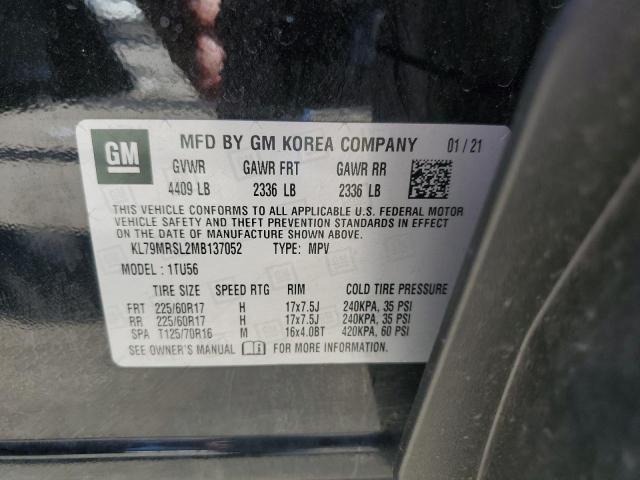 GM MFD BY GM KOREA COMPANY 01 / 21
GVWR GAWR FRT GAWR RR
4409 LB 2336 LB 2336 LB
THIS VEHICLE CONFORMS TO ALL APPLICABLE U.S. FEDERAL MOTOR
VEHICLE SAFETY AND THEFT PREVENTION STANDARDS IN EFFECT
ON THE DATE OF MANUFACTURE SHOWN ABOVE.
KL79MRSL2MB137052 TYPE: MPV
MODEL : 1TU56
TIRE SIZE SPEED RTG RIM COLD TIRE PRESSURE
FRT 225/60R17 H 17x7.5J 240KPA, 35 PSI
RR 225/60R17 H 17x7.5J 240KPA, 35 PSI
SPA T125/70R16 M 16x4.0BT 420KPA, 60 PSI
SEE OWNER'S MANUAL FOR MORE INFORMATION.